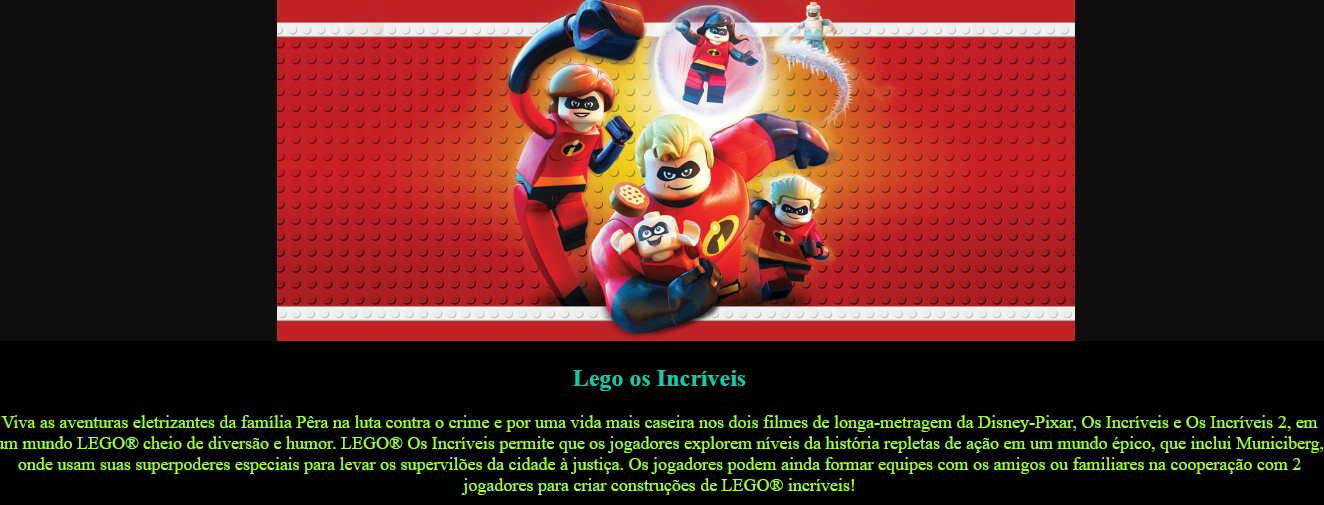 Lego os Incríveis
Viva as aventuras eletrizantes da família Pêra na luta contra o crime e por uma vida mais caseira nos dois filmes de longa-metragem da Disney-Pixar, Os Incríveis e Os Incríveis 2, em
um mundo LEGO® cheio de diversão e humor. LEGO® Os Incríveis permite que os jogadores explorem níveis da história repletas de ação em um mundo épico, que inclui Municiberg,
onde usam suas superpoderes especiais para levar os supervilões da cidade à justiça. Os jogadores podem ainda formar equipes com os amigos ou familiares na cooperação com 2
jogadores para criar construções de LEGO® incríveis!